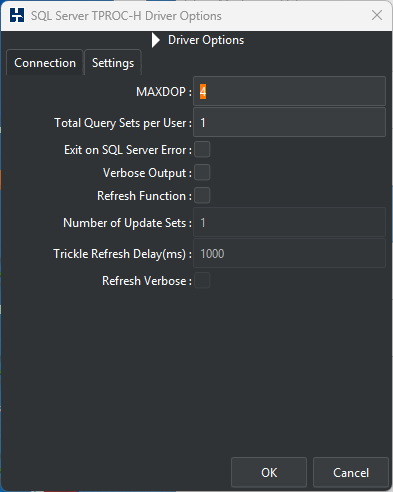 SQL Server TPROC-H Driver Options
Driver Options
Connection Settings
MAXDOP : 4
Total Query Sets per User : 1
Exit on SQL Server Error :
Verbose Output :
Refresh Function :
Number of Update Sets : 1
Trickle Refresh Delay(ms) : 1000
Refresh Verbose :
OK Cancel